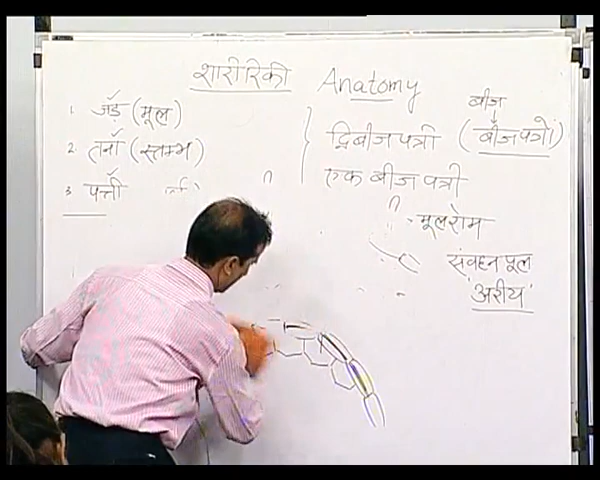 शारीरिकी Anatomy
1. जड़ (मूल)
2. तना (स्तम्भ)
3. पत्ती
बीज
द्विबीजपत्री (बीजपत्रों)
एक बीज पत्री
मूलरोम
संवहन पूल
'अरीय'